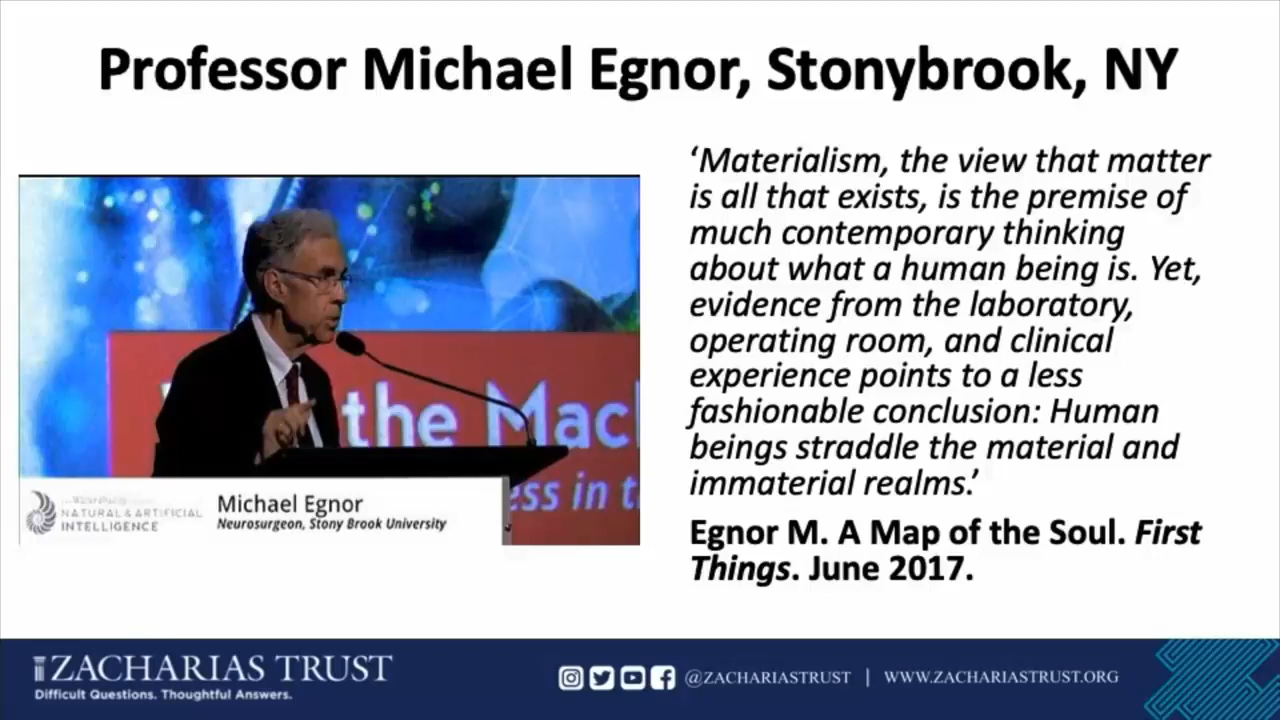 Professor Michael Egnor, Stonybrook, NY
‘Materialism, the view that matter
is all that exists, is the premise of
much contemporary thinking
about what a human being is. Yet,
evidence from the laboratory,
operating room, and clinical
experience points to a less
fashionable conclusion: Human
beings straddle the material and
immaterial realms.’
Egnor M. A Map of the Soul. First
Things. June 2017.
the Mach
ess in t
NATURAL & ARTIFICIAL
INTELLIGENCE
Michael Egnor
Neurosurgeon, Stony Brook University
ZACHARIAS TRUST
Difficult Questions. Thoughtful Answers.
@ZACHARIASTRUST | WWW.ZACHARIASTRUST.ORG